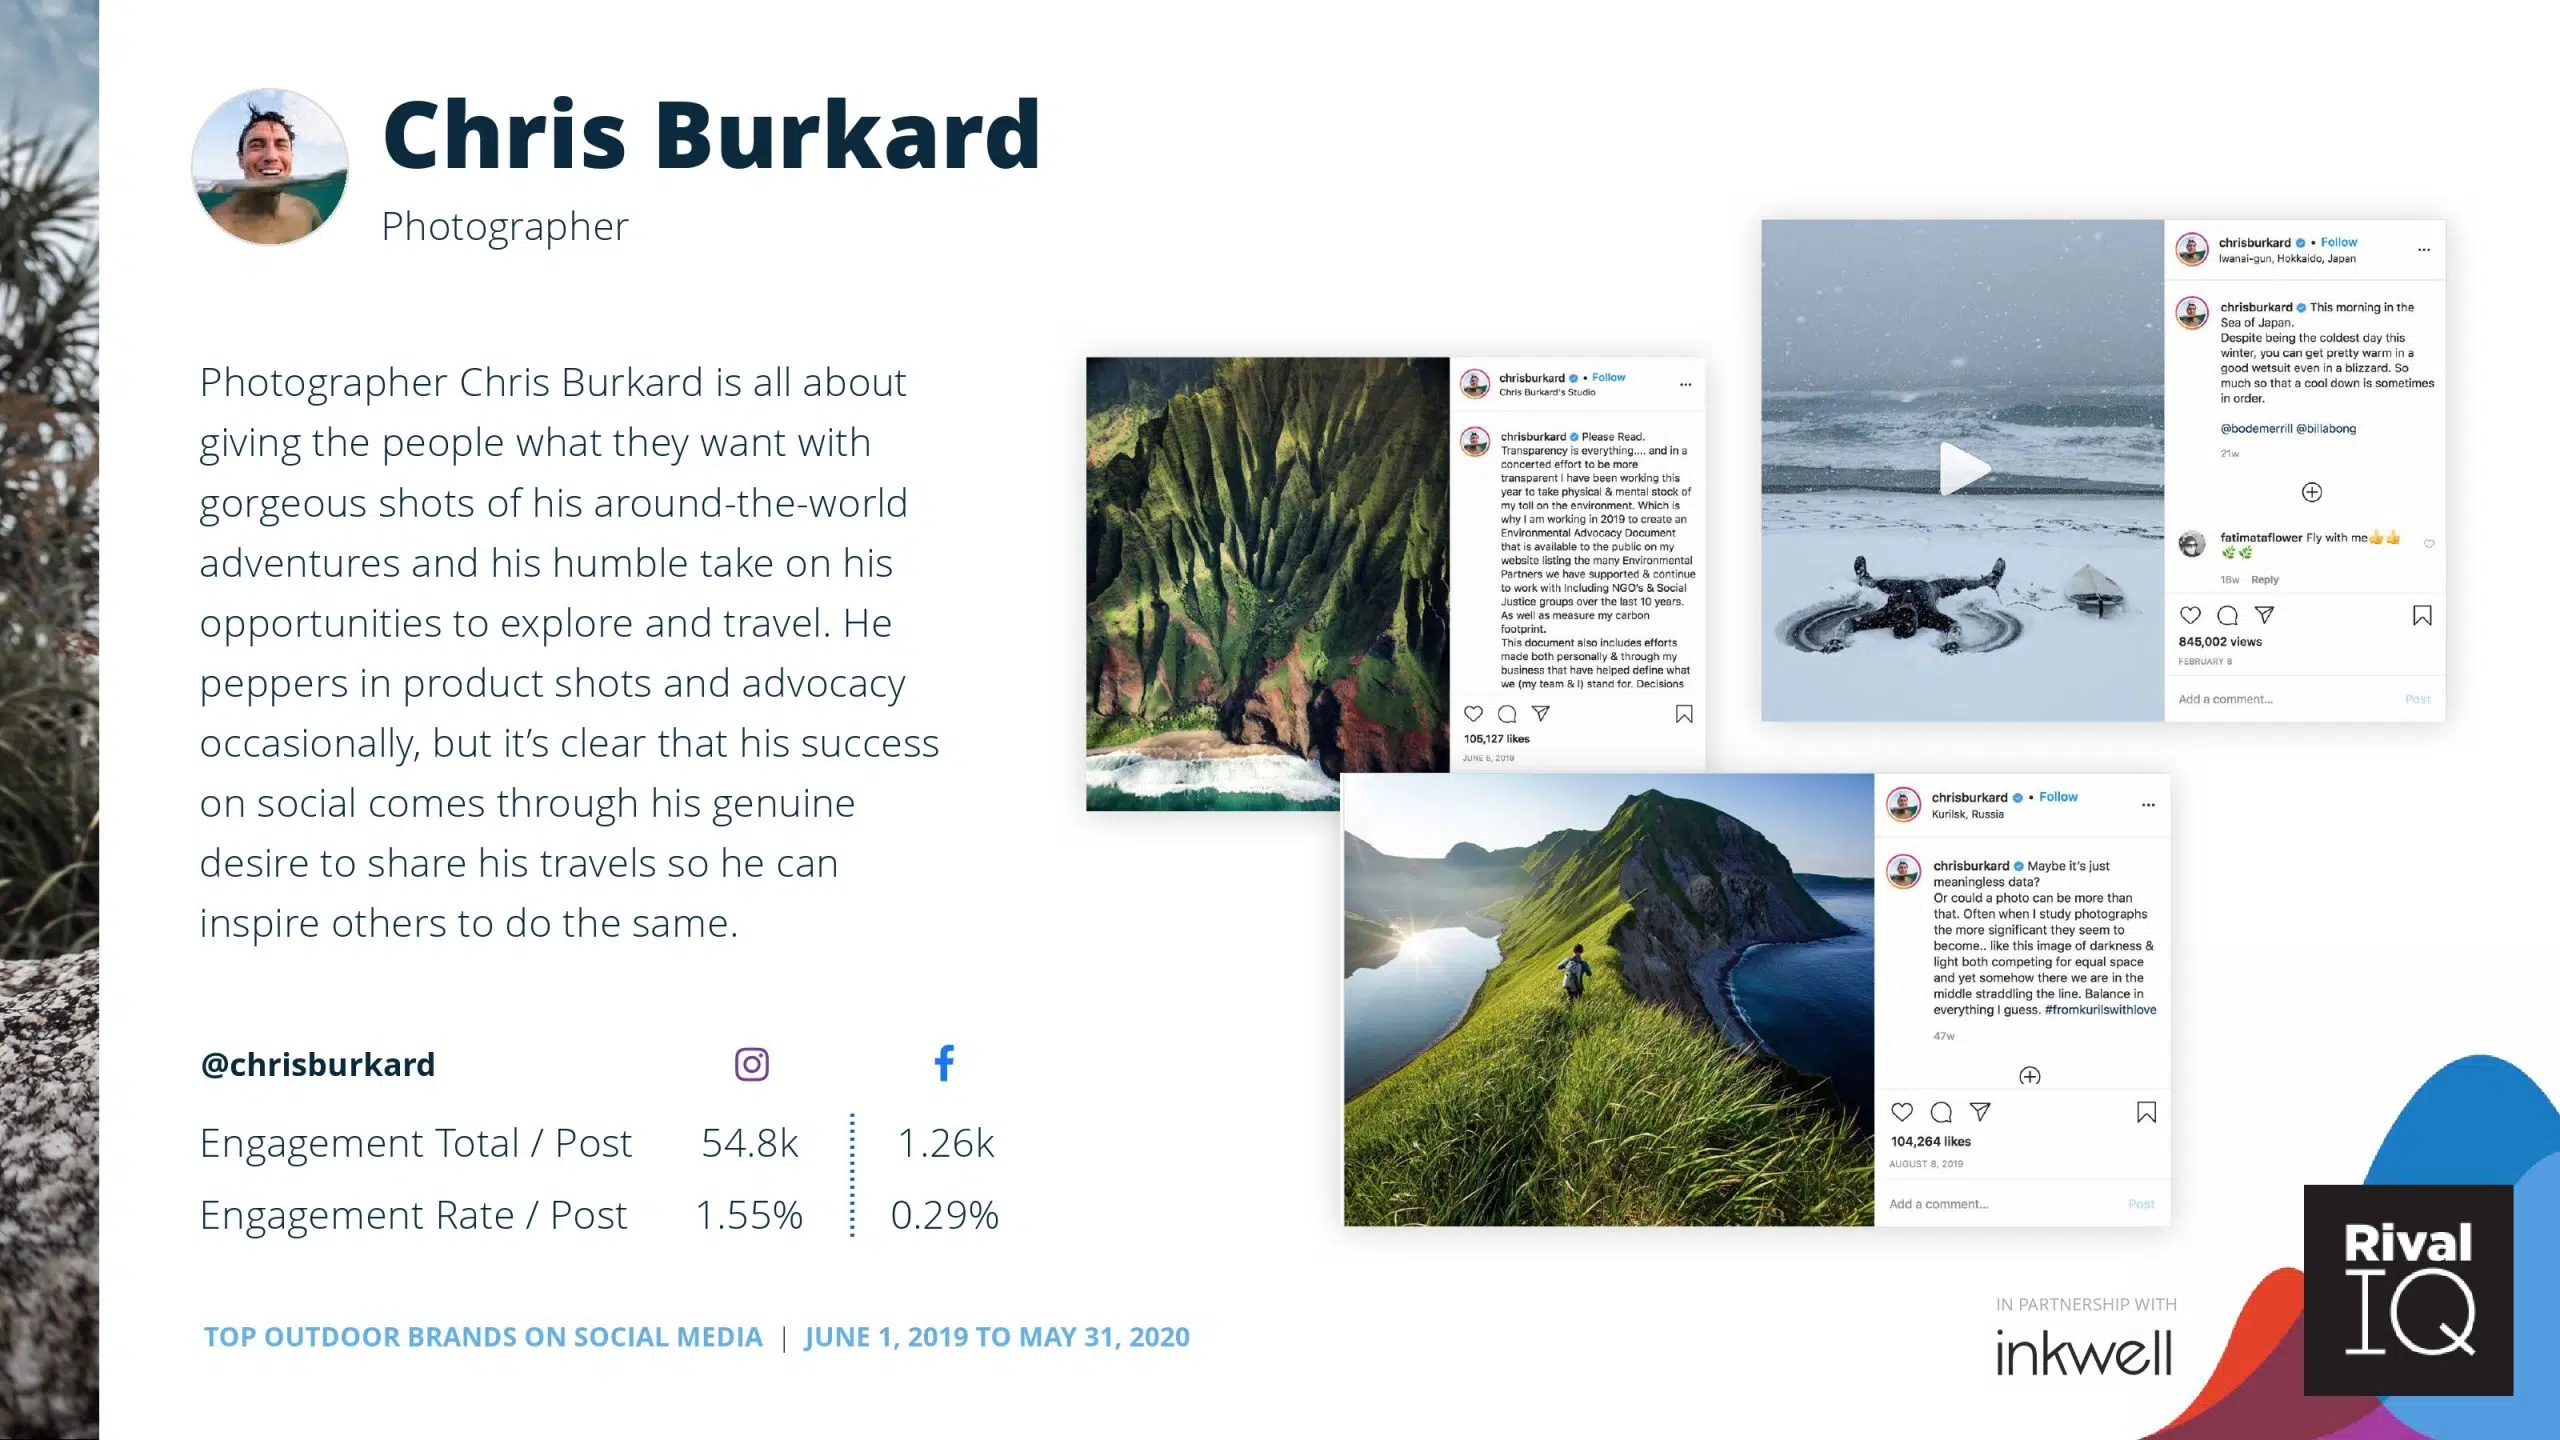 Chris Burkard
Photographer
Photographer Chris Burkard is all about
giving the people what they want with
gorgeous shots of his around-the-world
adventures and his humble take on his
opportunities to explore and travel. He
peppers in product shots and advocacy
occasionally, but it’s clear that his success
on social comes through his genuine
desire to share his travels so he can
inspire others to do the same.
@chrisburkard
Engagement Total / Post 54.8k 1.26k
Engagement Rate / Post 1.55% 0.29%
TOP OUTDOOR BRANDS ON SOCIAL MEDIA | JUNE 1, 2019 TO MAY 31, 2020
chrisburkard • Follow
Chris Burkard's Studio
chrisburkard Please Read.
Transparency is everything.... and in a
concerted effort to be more
transparent I have been working this
year to take physical & mental stock of
my toll on the environment. Which is
why I am working in 2019 to create an
Environmental Advocacy Document
that is available to the public on my
website listing the many Environmental
Partners we have supported & continue
to work with Including NGO's & Social
Justice groups over the last 10 years.
As well as measure my carbon
footprint.
This document also includes efforts
made both personally & through my
business that have helped define what
we (my team & I) stand for. Decisions
105,127 likes
JUNE 5, 2019
chrisburkard • Follow
Iwanai-gun, Hokkaido, Japan
chrisburkard This morning in the
Sea of Japan.
Despite being the coldest day this
winter, you can get pretty warm in a
good wetsuit even in a blizzard. So
much so that a cool down is sometimes
in order.
@bodemerrill @billabong
21w
fatimataflower Fly with me👍👍
🌿🌿
18w Reply
845,002 views
FEBRUARY 8
Add a comment... Post
chrisburkard • Follow
Kurilsk, Russia
chrisburkard Maybe it's just
meaningless data?
Or could a photo can be more than
that. Often when I study photographs
the more significant they seem to
become.. like this image of darkness &
light both competing for equal space
and yet somehow there we are in the
middle straddling the line. Balance in
everything I guess. #fromkurilswithlove
47w
104,264 likes
AUGUST 8, 2019
Add a comment... Post
IN PARTNERSHIP WITH
inkwell
Rival
IQ